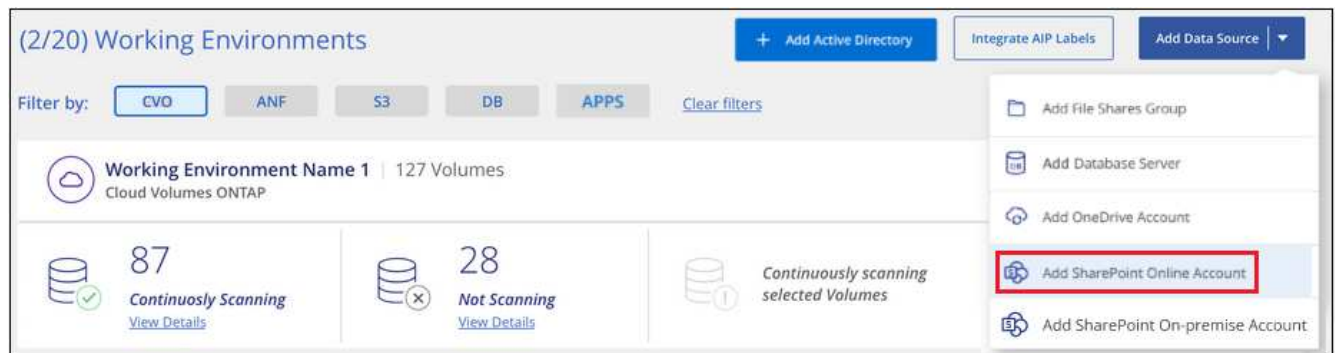 (2/20) Working Environments
+ Add Active Directory
Integrate AIP Labels
Add Data Source
Filter by:
CVO
ANF
S3
DB
APPS
Clear filters
Working Environment Name 1 | 127 Volumes
Cloud Volumes ONTAP
87
Continuosly Scanning
View Details
28
Not Scanning
View Details
Continuously scanning
selected Volumes
Add File Shares Group
DB
Add Database Server
Add OneDrive Account
Add SharePoint Online Account
Add SharePoint On-premise Account